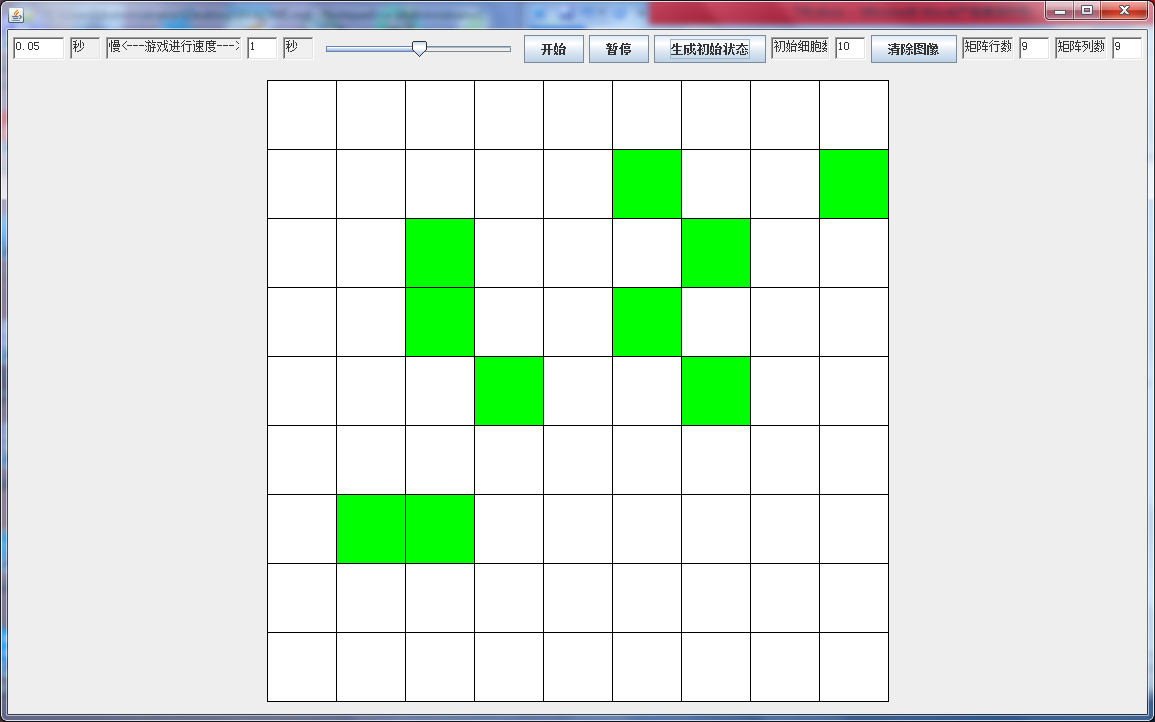 0.05 秒 慢<---游戏进行速度---> 1 秒 开始 暂停 生成初始状态 初始细胞数 10 清除图像 矩阵行数 9 矩阵列数 9